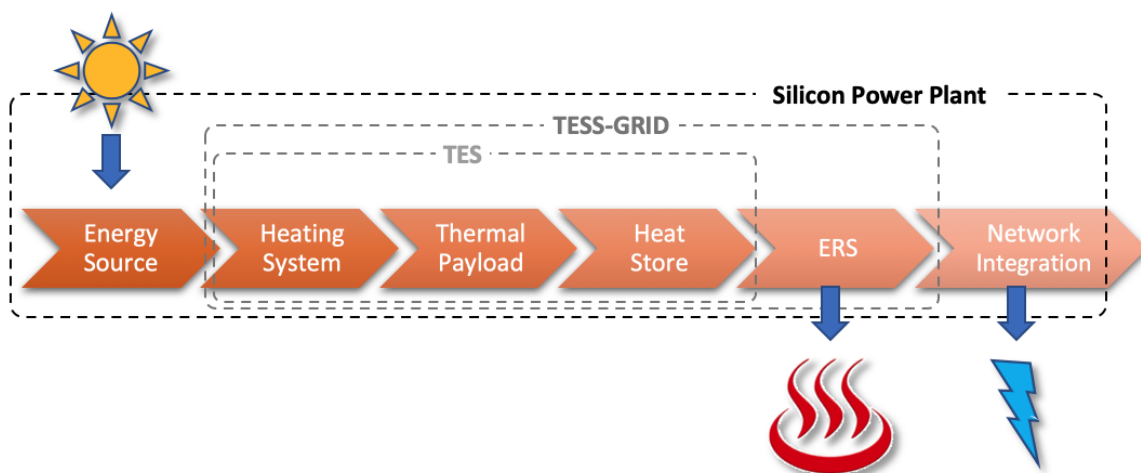 Silicon Power Plant
TESS-GRID
TES
Energy
Source
Heating
System
Thermal
Payload
Heat
Store
ERS
Network
Integration